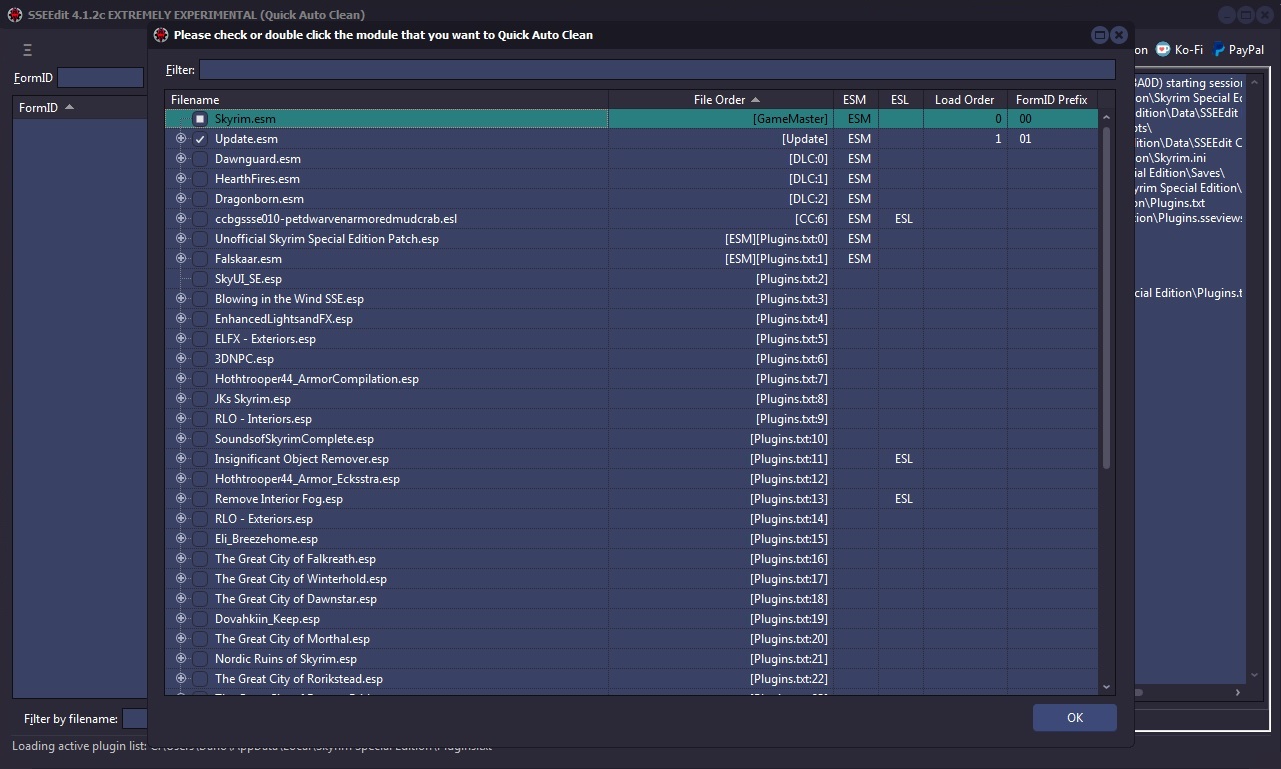 SSEEdit 4.1.2c EXTREMELY EXPERIMENTAL (Quick Auto Clean)
Please check or double click the module that you want to Quick Auto Clean
on Ko-Fi PayPal
FormID
Filter:
FormID
Filename File Order ESM ESL Load Order FormID Prefix
Skyrim.esm [GameMaster] ESM 0 00
Update.esm [Update] ESM 1 01
Dawnguard.esm [DLC:0] ESM
HearthFires.esm [DLC:1] ESM
Dragonborn.esm [DLC:2] ESM
ccbgssse010-petdwarvenarmoredmudcrab.esl [CC:6] ESM ESL
Unofficial Skyrim Special Edition Patch.esp [ESM][Plugins.txt:0] ESM
Falskaar.esm [ESM][Plugins.txt:1] ESM
SkyUI_SE.esp [Plugins.txt:2]
Blowing in the Wind SSE.esp [Plugins.txt:3]
EnhancedLightsandFX.esp [Plugins.txt:4]
ELFX - Exteriors.esp [Plugins.txt:5]
3DNPC.esp [Plugins.txt:6]
Hothtrooper44_ArmorCompilation.esp [Plugins.txt:7]
JKs Skyrim.esp [Plugins.txt:8]
RLO - Interiors.esp [Plugins.txt:9]
SoundsofSkyrimComplete.esp [Plugins.txt:10]
Insignificant Object Remover.esp [Plugins.txt:11] ESL
Hothtrooper44_Armor_Ecksstra.esp [Plugins.txt:12]
Remove Interior Fog.esp [Plugins.txt:13] ESL
RLO - Exteriors.esp [Plugins.txt:14]
Eli_Breezehome.esp [Plugins.txt:15]
The Great City of Falkreath.esp [Plugins.txt:16]
The Great City of Winterhold.esp [Plugins.txt:17]
The Great City of Dawnstar.esp [Plugins.txt:18]
Dovahkiin_Keep.esp [Plugins.txt:19]
The Great City of Morthal.esp [Plugins.txt:20]
Nordic Ruins of Skyrim.esp [Plugins.txt:21]
The Great City of Rorikstead.esp [Plugins.txt:22]
8A0D) starting session
on\Skyrim Special Ed
dition\Data\SSEEdit
pts\
dition\Data\SSEEdit C
on\Skyrim.ini
ial Edition\Saves\
yrim Special Edition\
on\Plugins.txt
on\Plugins.sseviews
cial Edition\Plugins.t
OK
Filter by filename:
Loading active plugin list: